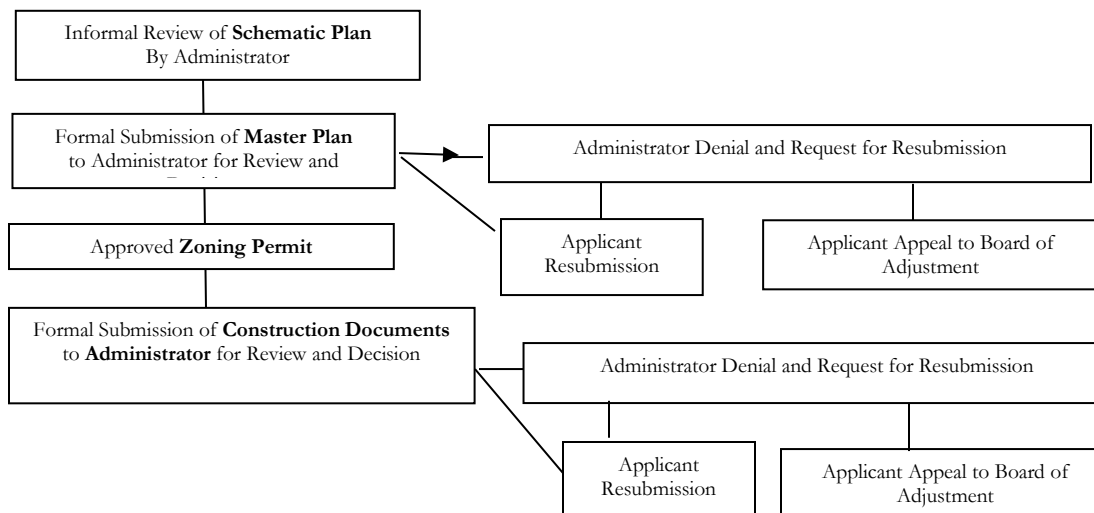 Informal Review of Schematic Plan
By Administrator
Formal Submission of Master Plan
to Administrator for Review and
Administrator Denial and Request for Resubmission
Applicant
Resubmission
Applicant Appeal to Board of
Adjustment
Approved Zoning Permit
Formal Submission of Construction Documents
to Administrator for Review and Decision
Administrator Denial and Request for Resubmission
Applicant
Resubmission
Applicant Appeal to Board of
Adjustment